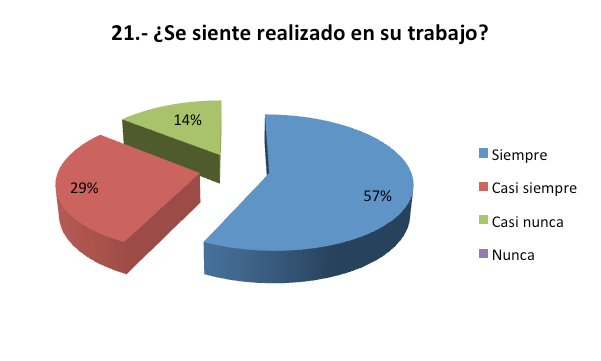 21.- ¿Se siente realizado en su trabajo?
14%
29%
57%
Siempre
Casi siempre
Casi nunca
Nunca